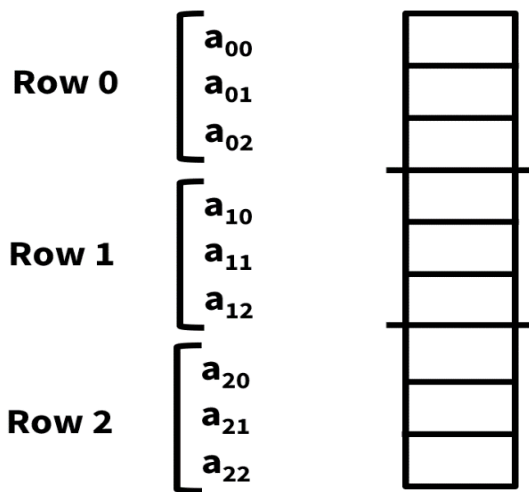 a₀₀
Row 0 a₀₁
a₀₂
a₁₀
Row 1 a₁₁
a₁₂
a₂₀
Row 2 a₂₁
a₂₂